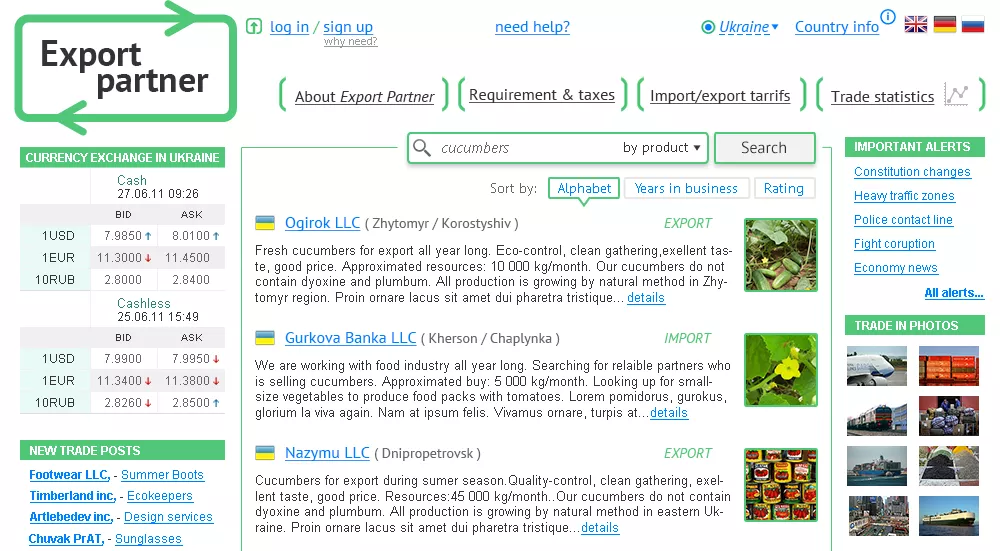 Export
partner
log in / sign up
why need?
need help?
Ukraine
Country info
About Export Partner
Requirement & taxes
Import/export tarrifs
Trade statistics
CURRENCY EXCHANGE IN UKRAINE
Cash
27.06.11 09:26
BID ASK
1USD 7.9850 8.0100
1EUR 11.3000 11.4500
10RUB 2.8000 2.8400
Cashless
25.06.11 15:49
BID ASK
1USD 7.9900 7.9950
1EUR 11.3400 11.3800
10RUB 2.8260 2.8500
NEW TRADE POSTS
Footwear LLC, - Summer Boots
Timberland inc, - Ecokeepers
Artlebedev inc, - Design services
Chuvak PrAT, - Sunglasses
cucumbers
by product
Search
Sort by: Alphabet Years in business Rating
Ogirok LLC ( Zhytomyr / Korostyshiv ) EXPORT
Fresh cucumbers for export all year long. Eco-control, clean gathering,exellent tas-
te, good price. Approximated resources: 10 000 kg/month. Our cucumbers do not
contain dyoxine and plumbum. All production is growing by natural method in Zhy-
tomyr region. Proin ornare lacus sit amet dui pharetra tristique... details
Gurkova Banka LLC ( Kherson / Chaplynka ) IMPORT
We are working with food industry all year long. Searching for relaible partners who
is selling cucumbers. Approximated buy: 5 000 kg/month. Looking up for small-
size vegetables to produce food packs with tomatoes. Lorem pomidorus, gurokus,
glorium la viva again. Nam at ipsum felis. Vivamus ornare, turpis at...details
Nazymu LLC ( Dnipropetrovsk ) EXPORT
Cucumbers for export during sumer season.Quality-control, clean gathering, exel-
lent taste, good price. Resources:45 000 kg/month..Our cucumbers do not contain
dyoxine and plumbum. All production is growing by natural method in eastern Uk-
raine. Proin ornare lacus sit amet dui pharetra tristique...details
IMPORTANT ALERTS
Constitution changes
Heavy traffic zones
Police contact line
Fight coruption
Economy news
All alerts...
TRADE IN PHOTOS